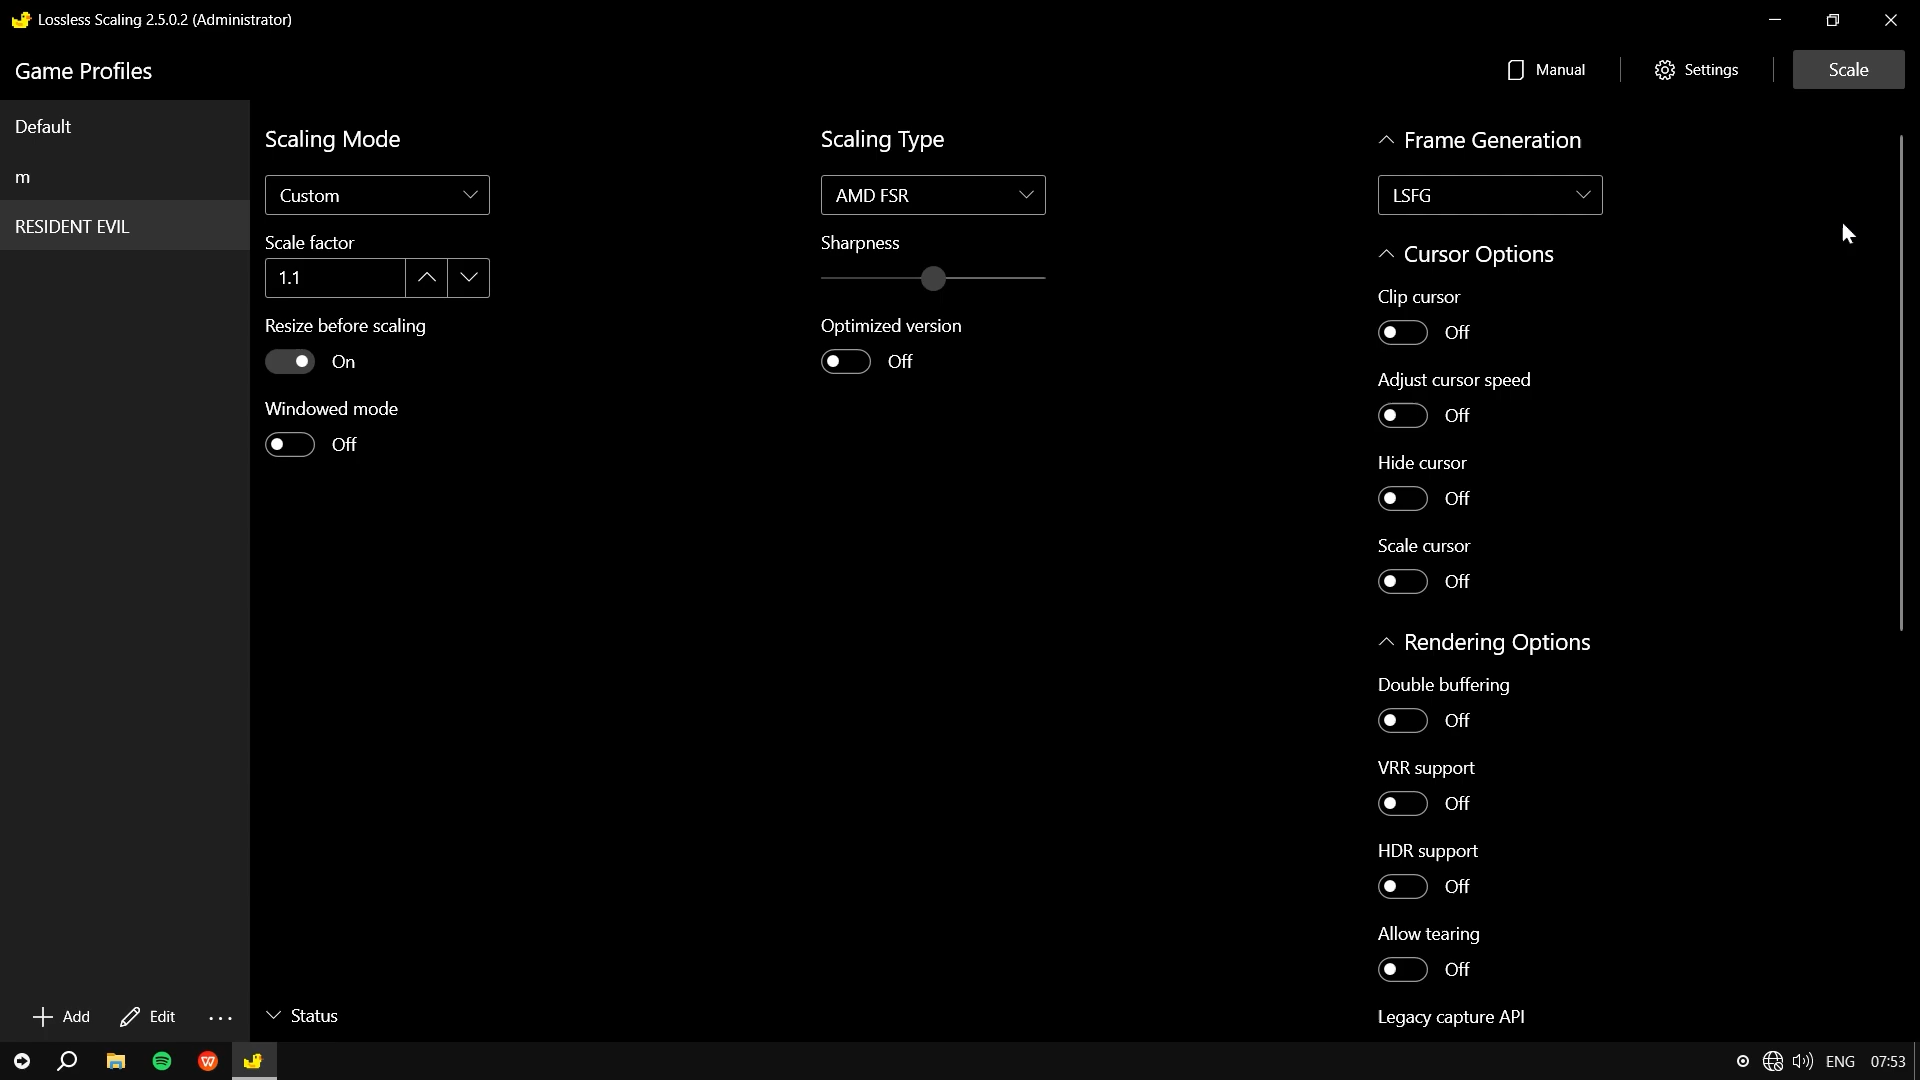 Lossless Scaling 2.5.0.2 (Administrator)
Game Profiles
Manual
Settings
Scale
Default
m
RESIDENT EVIL
Add
Edit
Scaling Mode
Custom
Scale factor
1.1
Resize before scaling
On
Windowed mode
Off
Status
Scaling Type
AMD FSR
Sharpness
Optimized version
Off
Frame Generation
LSFG
Cursor Options
Clip cursor
Off
Adjust cursor speed
Off
Hide cursor
Off
Scale cursor
Off
Rendering Options
Double buffering
Off
VRR support
Off
HDR support
Off
Allow tearing
Off
Legacy capture API
ENG
07:53